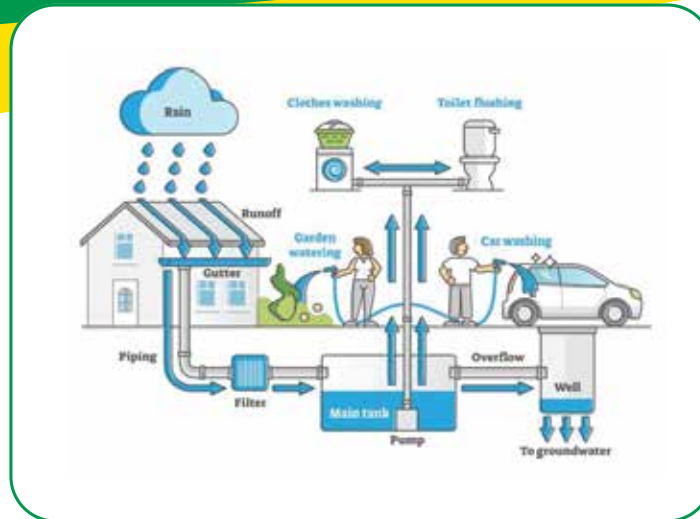 Rain
Clothes washing
Toilet flushing
Runoff
Gutter
Garden
watering
Car washing
Piping
Filter
Main tank
Pump
Overflow
Well
To groundwater